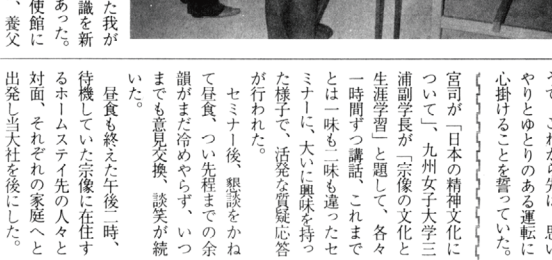 そて、これから先は、思い
やりとゆとりのある運転に
心掛けることを誓っていた。
宮司が「日本の精神文化に
ついて」、九州女子大学三
浦副学長が「宗像の文化と
生涯学習」と題して、各々
一時間ずつ講話、これまで
とは一味も二味も違ったセ
ミナーに、大いに興味を持っ
た様子で、活発な質疑応答
が行われた。
セミナー後、懇談をかね
て昼食、つい先程までの余
韻がまだ冷めやらず、いつ
までも意見交換、談笑が続
いた。
昼食も終えた午後二時、
待機していた宗像に在住す
るホームステイ先の人々と
対面、それぞれの家庭へと
出発し当大社を後にした。
た我が
識を新
あった。
使館に
、養父